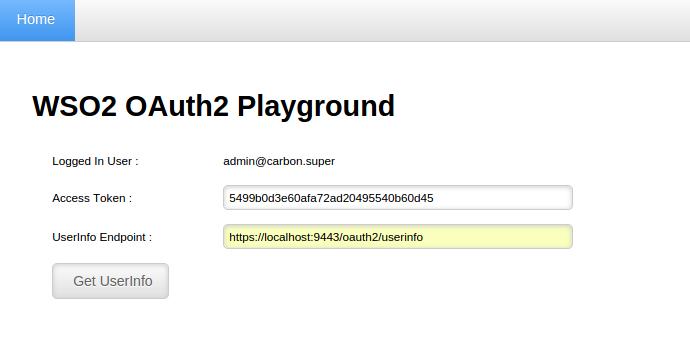 Home
WSO2 OAuth2 Playground
Logged In User : admin@carbon.super
Access Token : 5499b0d3e60afa72ad20495540b60d45
UserInfo Endpoint : https://localhost:9443/oauth2/userinfo
Get UserInfo